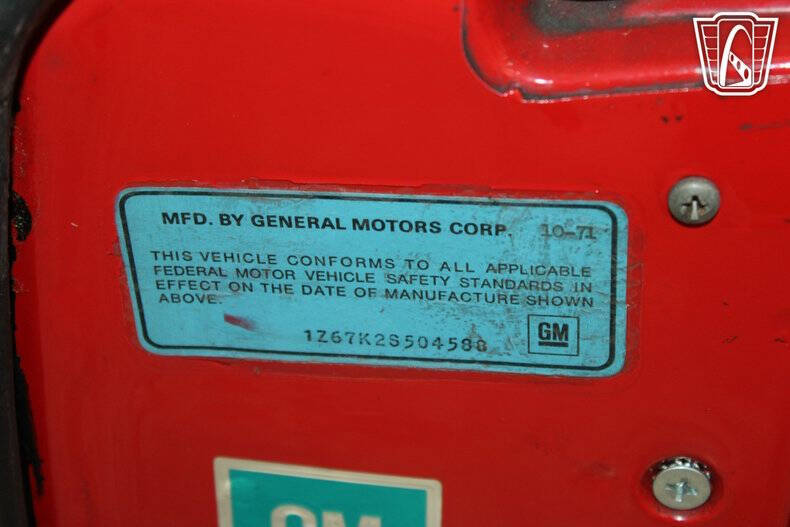 MFD. BY GENERAL MOTORS CORP. 10-71
THIS VEHICLE CONFORMS TO ALL APPLICABLE
FEDERAL MOTOR VEHICLE SAFETY STANDARDS IN
EFFECT ON THE DATE OF MANUFACTURE SHOWN
ABOVE.
1Z67K2S504588
GM
GM